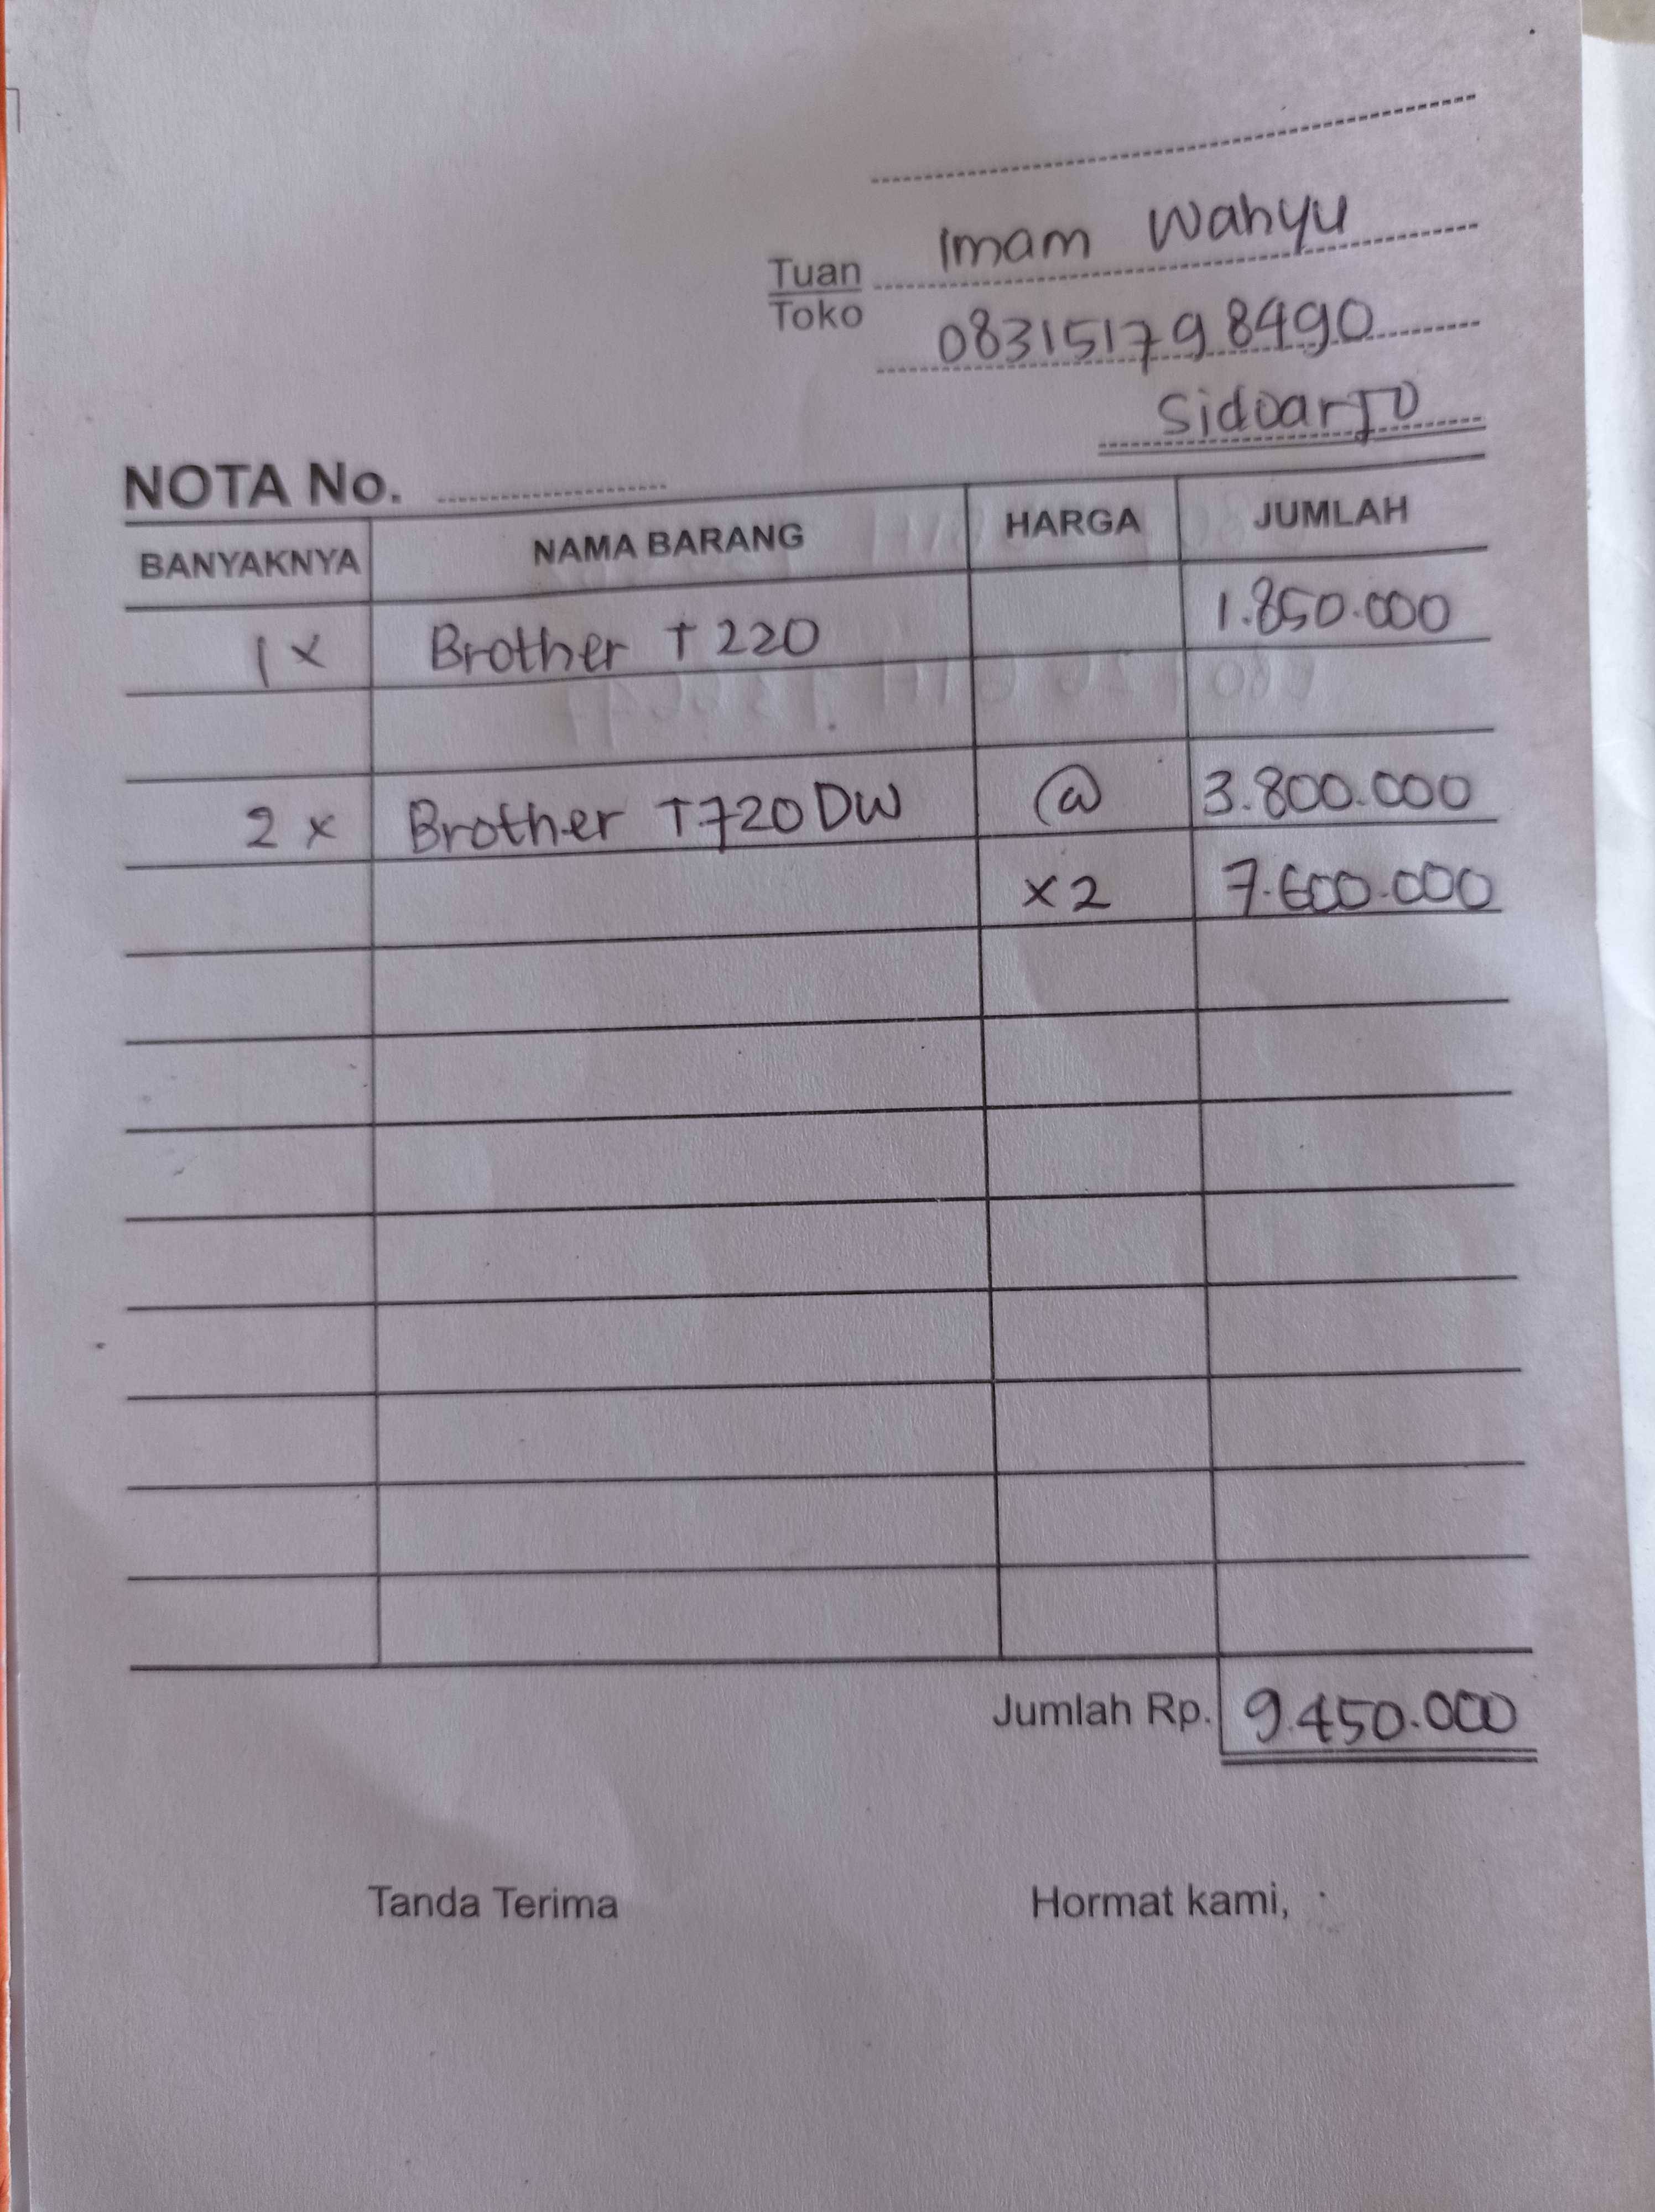 Imam Wahyu
Tuan
Toko
083151798490
Sidoarjo
NOTA No.
BANYAKNYA NAMA BARANG HARGA JUMLAH
1x Brother T220 1.850.000
2x Brother T720DW @ 3.800.000
x2 7.600.000
Jumlah Rp. 9.450.000
Tanda Terima Hormat kami,